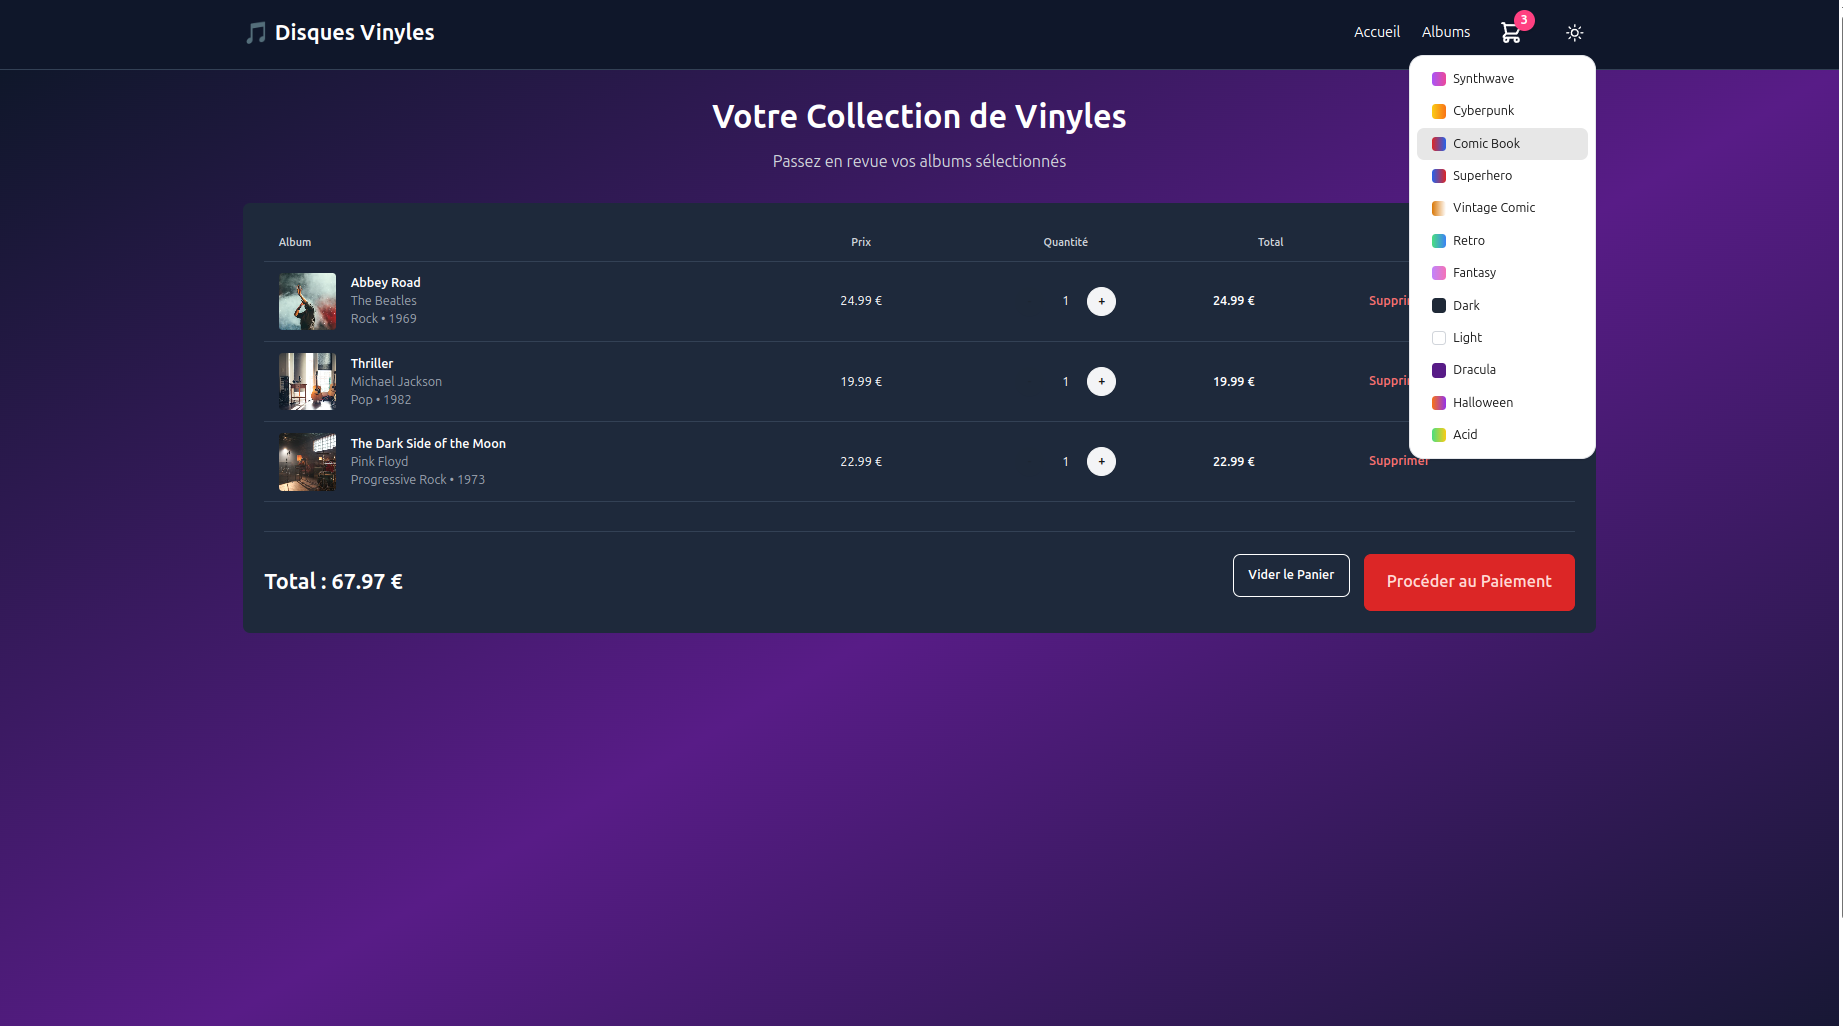 Disques Vinyles
Accueil
Albums
3
Synthwave
Cyberpunk
Comic Book
Superhero
Vintage Comic
Retro
Fantasy
Dark
Light
Dracula
Halloween
Acid
Votre Collection de Vinyles
Passez en revue vos albums sélectionnés
Album Prix Quantité Total
Abbey Road
The Beatles
Rock • 1969
24.99 € 1 + 24.99 € Supprim
Thriller
Michael Jackson
Pop • 1982
19.99 € 1 + 19.99 € Supprim
The Dark Side of the Moon
Pink Floyd
Progressive Rock • 1973
22.99 € 1 + 22.99 € Supprimer
Total : 67.97 €
Vider le Panier
Procéder au Paiement